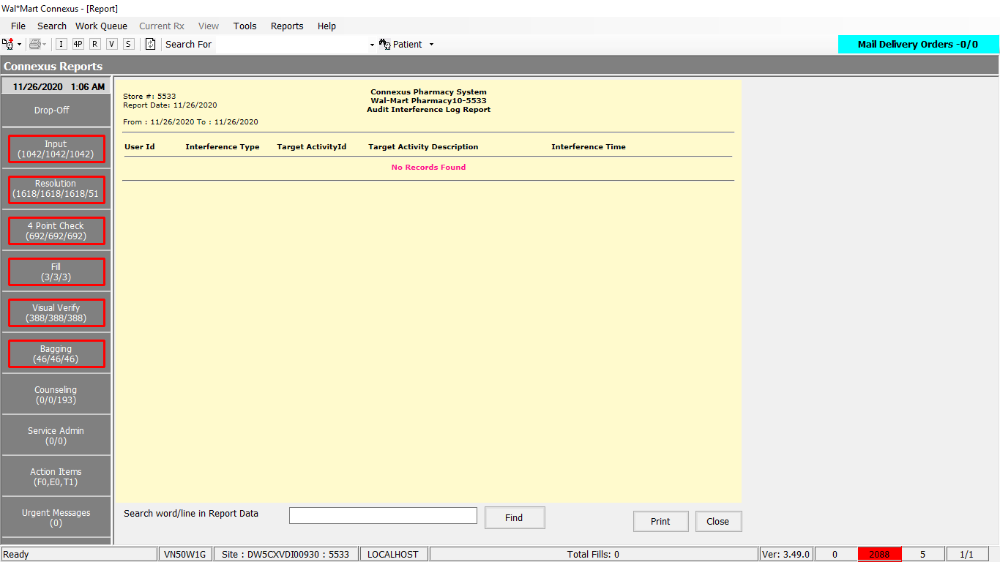 Wal*Mart Connexus - [Report]
File Search Work Queue Current Rx View Tools Reports Help
I 4P R V S Search For Patient
Mail Delivery Orders -0/0
Connexus Reports
11/26/2020 1:06 AM
Drop-Off
Input
(1042/1042/1042)
Resolution
(1618/1618/1618/51
4 Point Check
(692/692/692)
Fill
(3/3/3)
Visual Verify
(388/388/388)
Bagging
(46/46/46)
Counseling
(0/0/193)
Service Admin
(0/0)
Action Items
(F0,E0,T1)
Urgent Messages
(0)
Store #: 5533
Report Date: 11/26/2020
From : 11/26/2020 To : 11/26/2020
Connexus Pharmacy System
Wal-Mart Pharmacy10-5533
Audit Interference Log Report
User Id Interference Type Target ActivityId Target Activity Description Interference Time
No Records Found
Search word/line in Report Data
Find
Print
Close
Ready VN50W1G Site : DW5CXVDI00930 : 5533 LOCALHOST Total Fills: 0 Ver: 3.49.0 0 2088 5 1/1